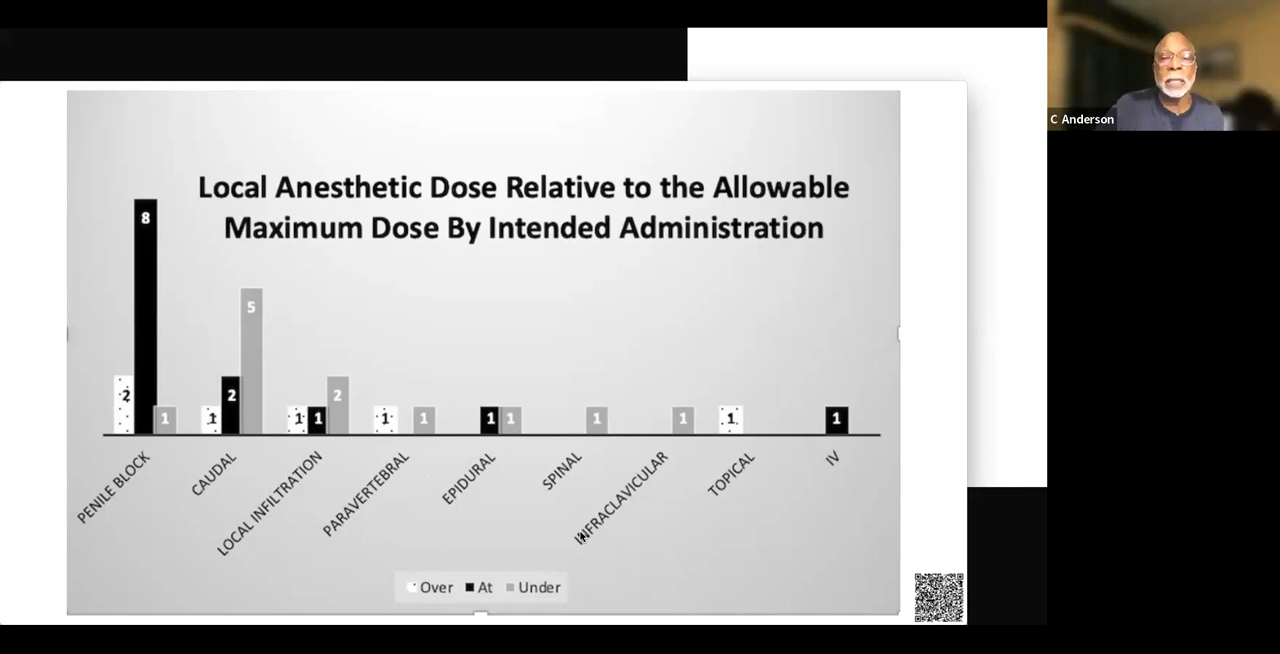 C Anderson
Local Anesthetic Dose Relative to the Allowable
Maximum Dose By Intended Administration
8
5
2
2
2
1
1
1
1
1
1
1
1
1
1
1
1
1
PENILE BLOCK
CAUDAL
LOCAL INFILTRATION
PARAVERTEBRAL
EPIDURAL
SPINAL
INFRACLAVICULAR
TOPICAL
IV
Over At Under